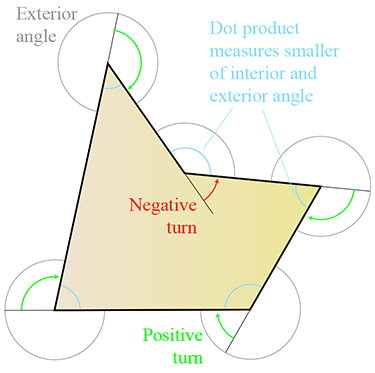 Exterior
angle
Dot product
measures smaller
of interior and
exterior angle
Negative
turn
Positive
turn